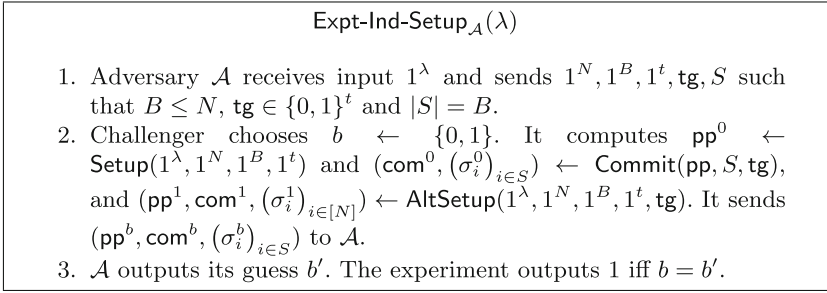 Expt-Ind-Setup_𝒜(λ)
1. Adversary 𝒜 receives input 1^λ and sends 1^N, 1^B, 1^t, tg, S such
that B ≤ N, tg ∈ {0, 1}^t and |S| = B.
2. Challenger chooses b ← {0, 1}. It computes pp^0 ←
Setup(1^λ, 1^N, 1^B, 1^t) and (com^0, (σ_i^0)_{i∈S}) ← Commit(pp, S, tg),
and (pp^1, com^1, (σ_i^1)_{i∈[N]}) ← AltSetup(1^λ, 1^N, 1^B, 1^t, tg). It sends
(pp^b, com^b, (σ_i^b)_{i∈S}) to 𝒜.
3. 𝒜 outputs its guess b′. The experiment outputs 1 iff b = b′.